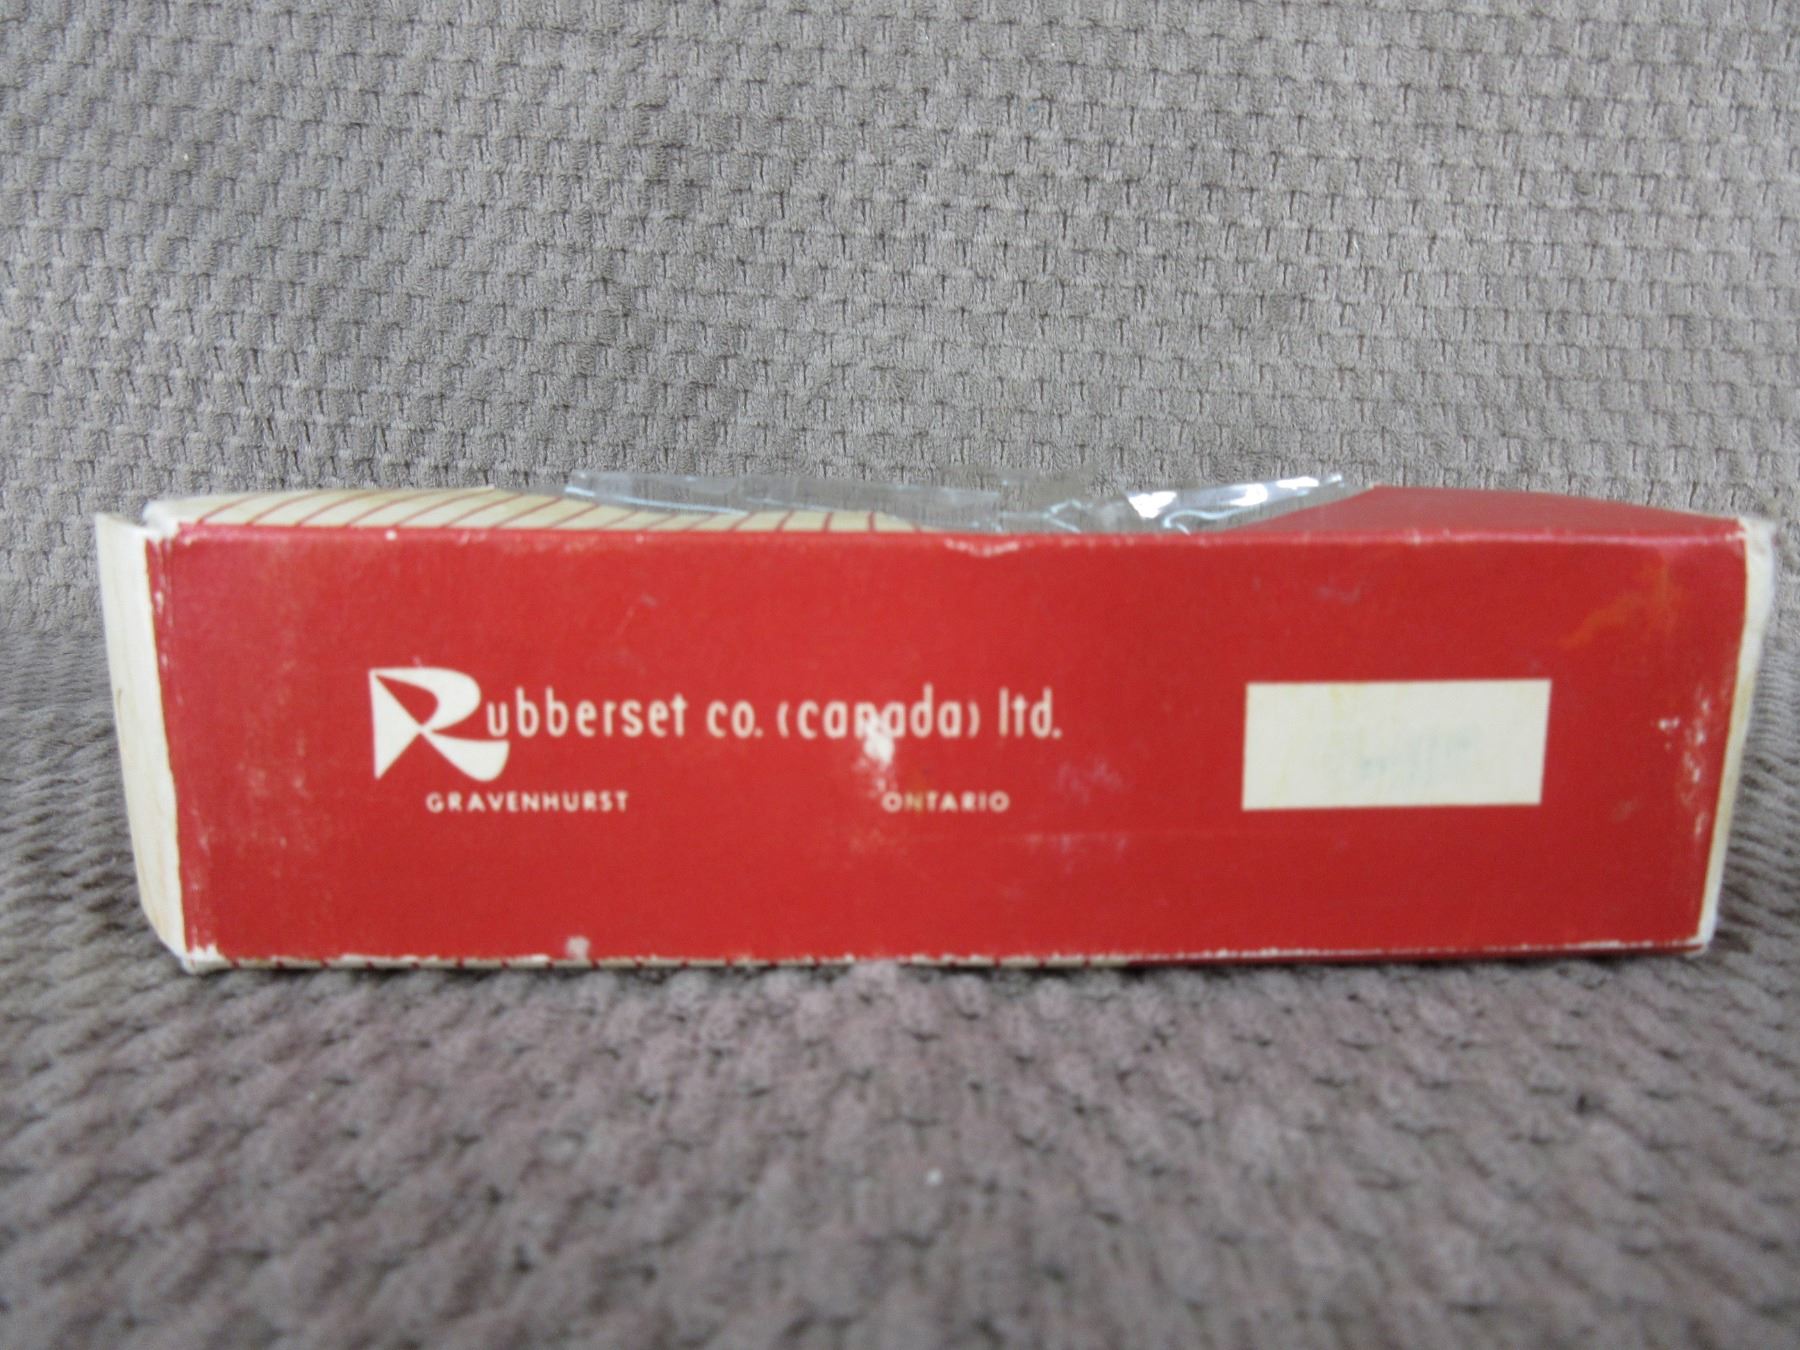 Rubberset co. (canada) ltd.
GRAVENHURST ONTARIO